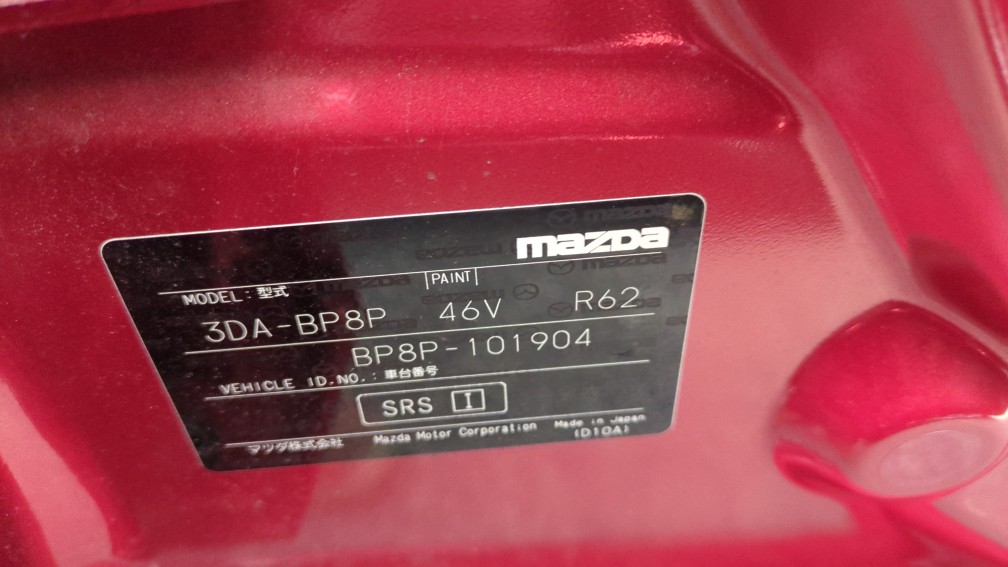 mazda
MODEL:型式 PAINT
3DA-BP8P 46V R62
BP8P-101904
VEHICLE ID.NO.:車台番号
SRS I
マツダ株式会社 Mazda Motor Corporation Made in Japan
(D10A)